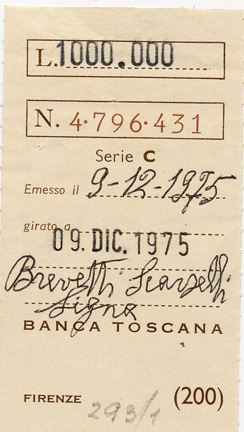 L. 1000.000
N. 4·796·431
Serie C
Emesso il 9-12-1975
girato a
09. DIC. 1975
Brevetti Scarselli
Signa
BANCA TOSCANA
FIRENZE (200)
293/1